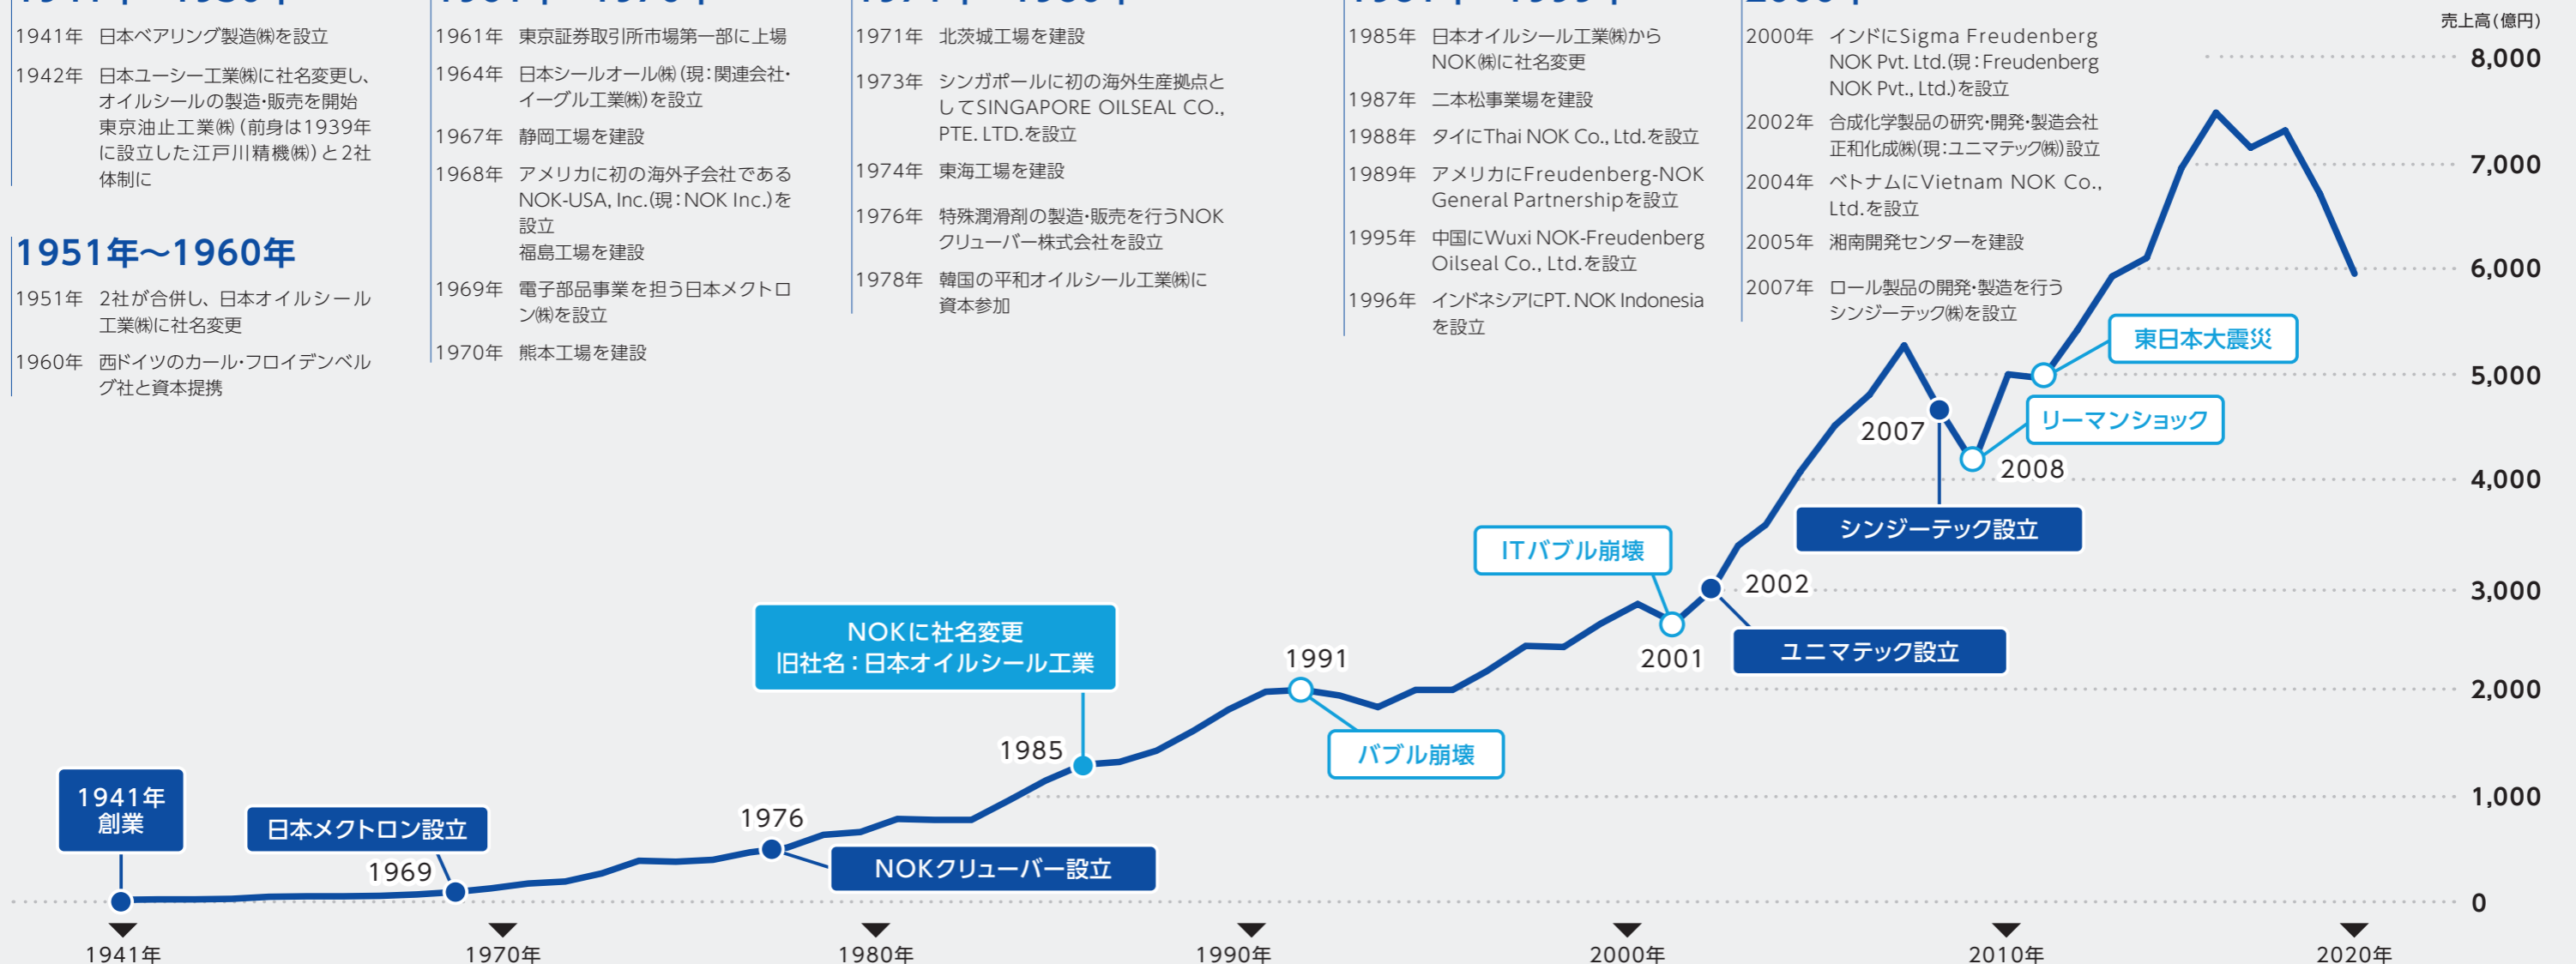 1941年 日本ベアリング製造㈱を設立
1942年 日本ユーシー工業㈱に社名変更し、
オイルシールの製造・販売を開始
東京油止工業㈱（前身は1939年
に設立した江戸川精機㈱）と2社
体制に
1951年～1960年
1951年 2社が合併し、日本オイルシール
工業㈱に社名変更
1960年 西ドイツのカール・フロイデンベル
グ社と資本提携
1961年 東京証券取引所市場第一部に上場
1964年 日本シールオール㈱（現：関連会社・
イーグル工業㈱）を設立
1967年 静岡工場を建設
1968年 アメリカに初の海外子会社である
NOK-USA, Inc.(現：NOK Inc.)を
設立
福島工場を建設
1969年 電子部品事業を担う日本メクトロ
ン㈱を設立
1970年 熊本工場を建設
1971年 北茨城工場を建設
1973年 シンガポールに初の海外生産拠点と
してSINGAPORE OILSEAL CO.,
PTE. LTD.を設立
1974年 東海工場を建設
1976年 特殊潤滑剤の製造・販売を行うNOK
クリューバー株式会社を設立
1978年 韓国の平和オイルシール工業㈱に
資本参加
1985年 日本オイルシール工業㈱から
NOK㈱に社名変更
1987年 二本松事業場を建設
1988年 タイにThai NOK Co., Ltd.を設立
1989年 アメリカにFreudenberg-NOK
General Partnershipを設立
1995年 中国にWuxi NOK-Freudenberg
Oilseal Co., Ltd.を設立
1996年 インドネシアにPT. NOK Indonesia
を設立
2000年 インドにSigma Freudenberg
NOK Pvt. Ltd.(現：Freudenberg
NOK Pvt., Ltd.)を設立
2002年 合成化学製品の研究・開発・製造会社
正和化成㈱(現：ユニマテック㈱)設立
2004年 ベトナムにVietnam NOK Co.,
Ltd.を設立
2005年 湘南開発センターを建設
2007年 ロール製品の開発・製造を行う
シンジーテック㈱を設立
売上高(億円)
8,000
7,000
6,000
5,000
4,000
3,000
2,000
1,000
0
東日本大震災
リーマンショック
2007
2008
シンジーテック設立
ITバブル崩壊
2002
2001
ユニマテック設立
NOKに社名変更
旧社名：日本オイルシール工業
1991
バブル崩壊
1985
1941年
創業
日本メクトロン設立
1969
1976
NOKクリューバー設立
1941年
1970年
1980年
1990年
2000年
2010年
2020年